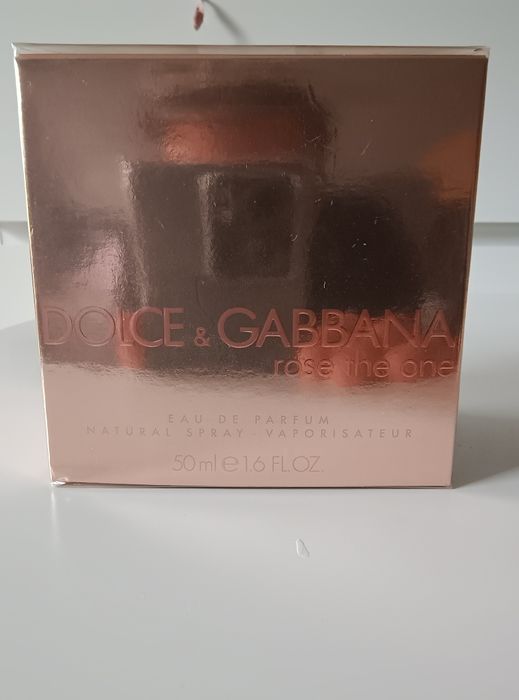 DOLCE & GABBANA
rose the one
EAU DE PARFUM
NATURAL SPRAY - VAPORISATEUR
50 ml ℮ 1.6 FL.OZ.